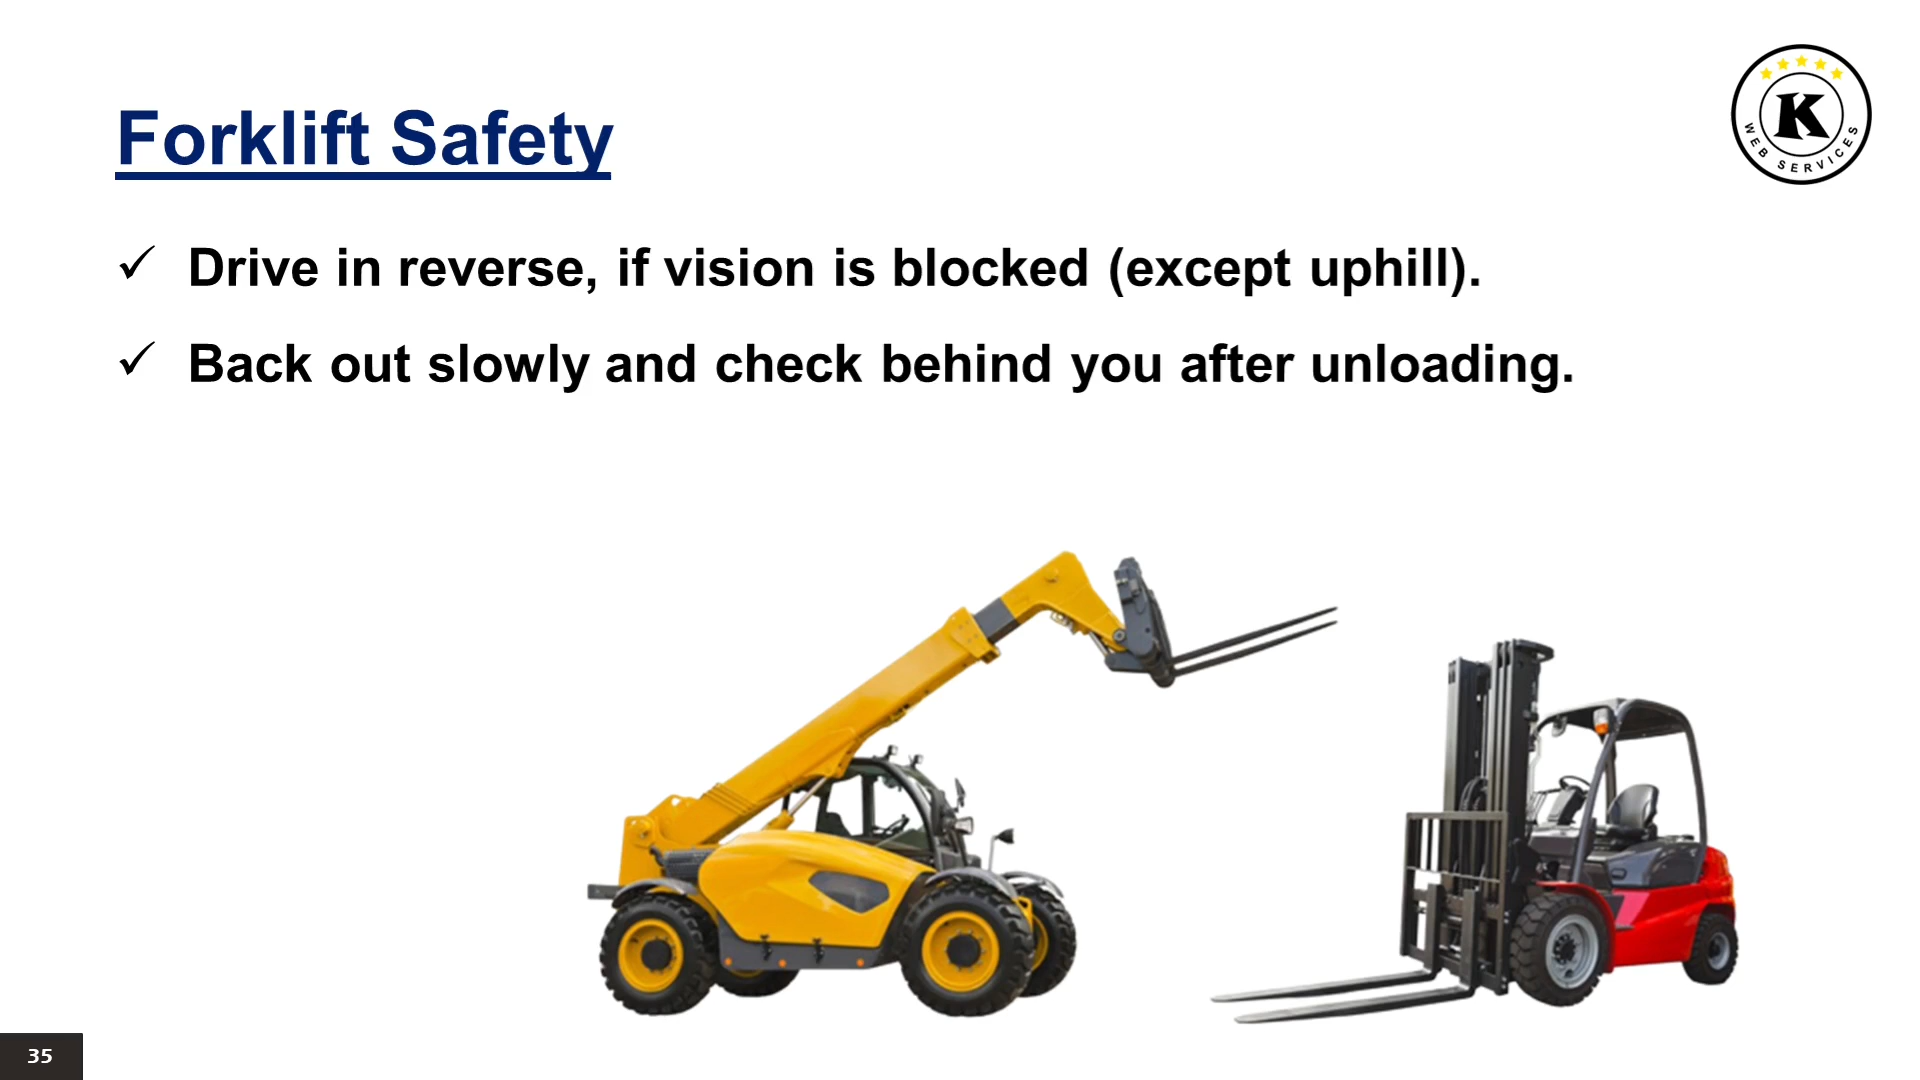 Forklift Safety
K
WEB SERVICES
✓ Drive in reverse, if vision is blocked (except uphill).
✓ Back out slowly and check behind you after unloading.
35